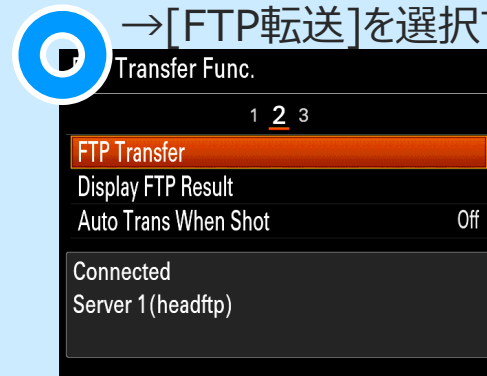 →[FTP転送]を選択
Transfer Func.
1 2 3
FTP Transfer
Display FTP Result
Auto Trans When Shot Off
Connected
Server 1(headftp)